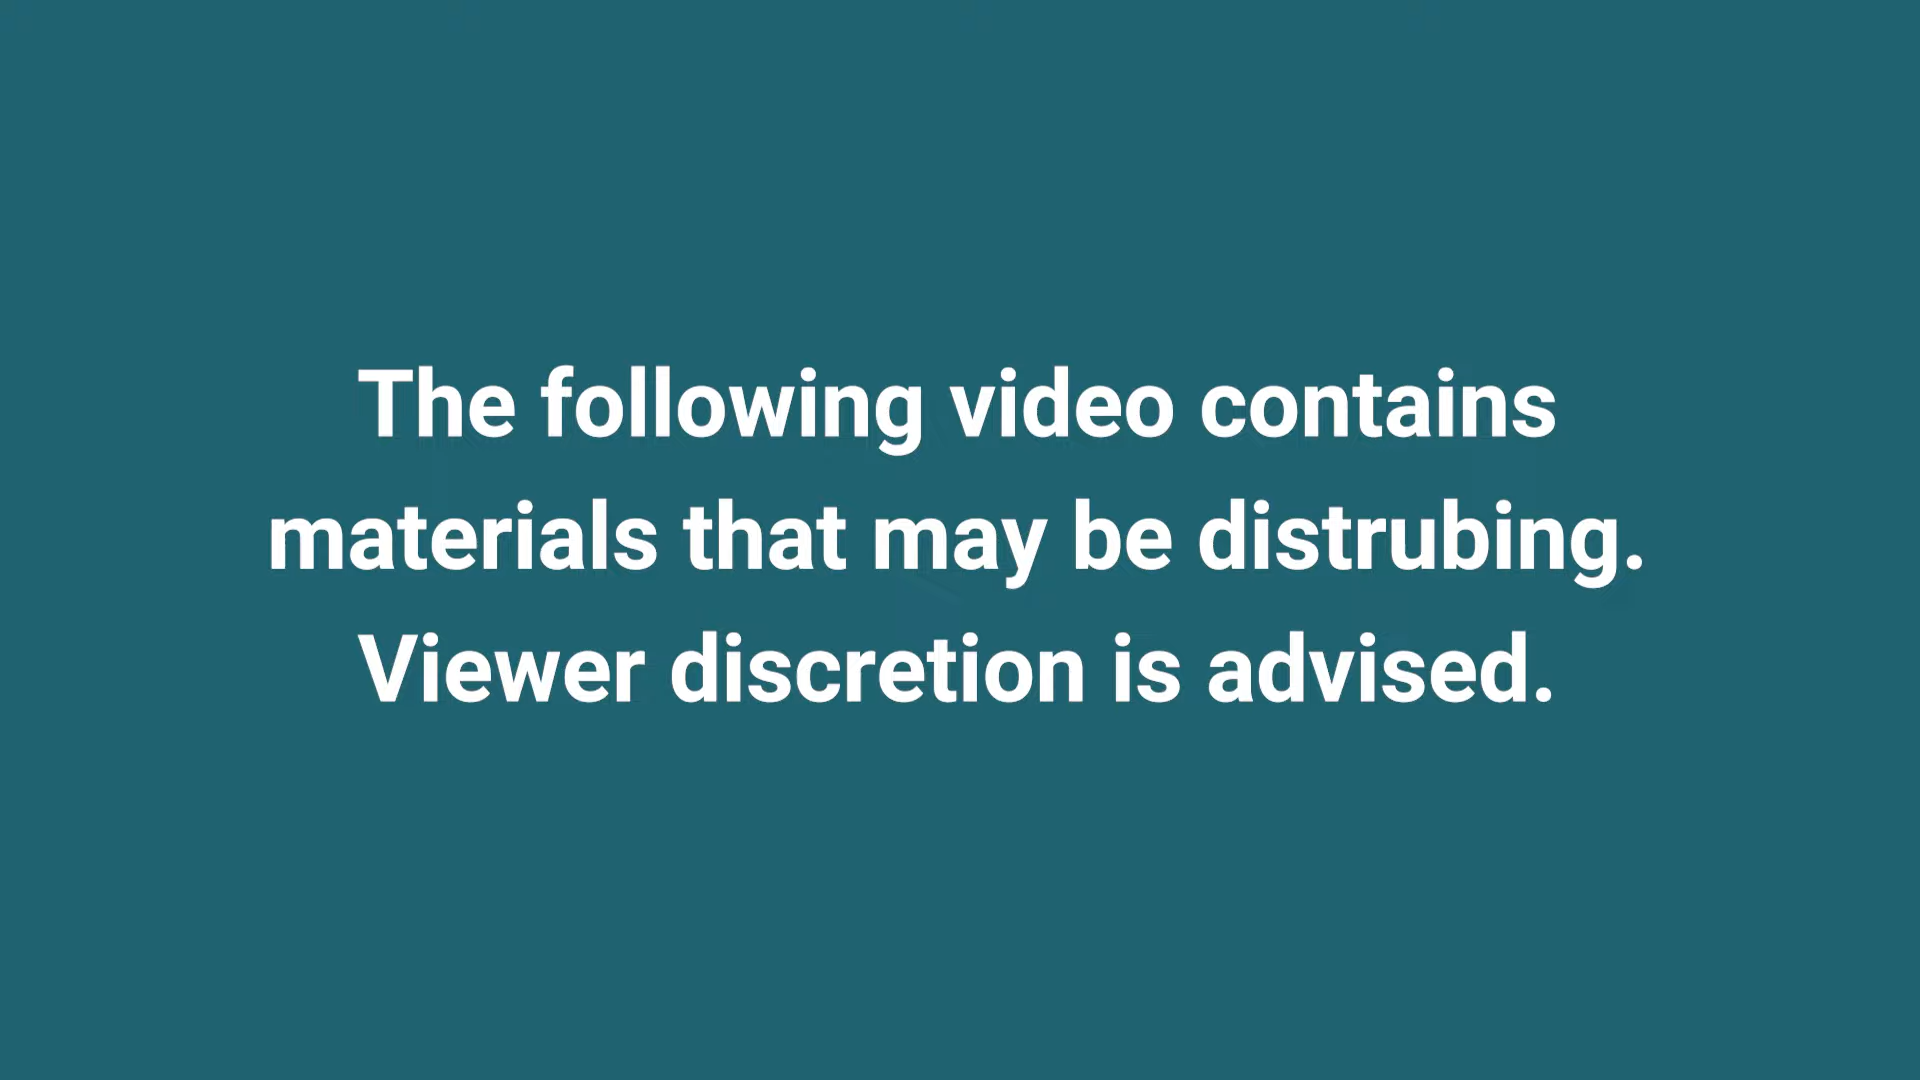 The following video contains
materials that may be distrubing.
Viewer discretion is advised.